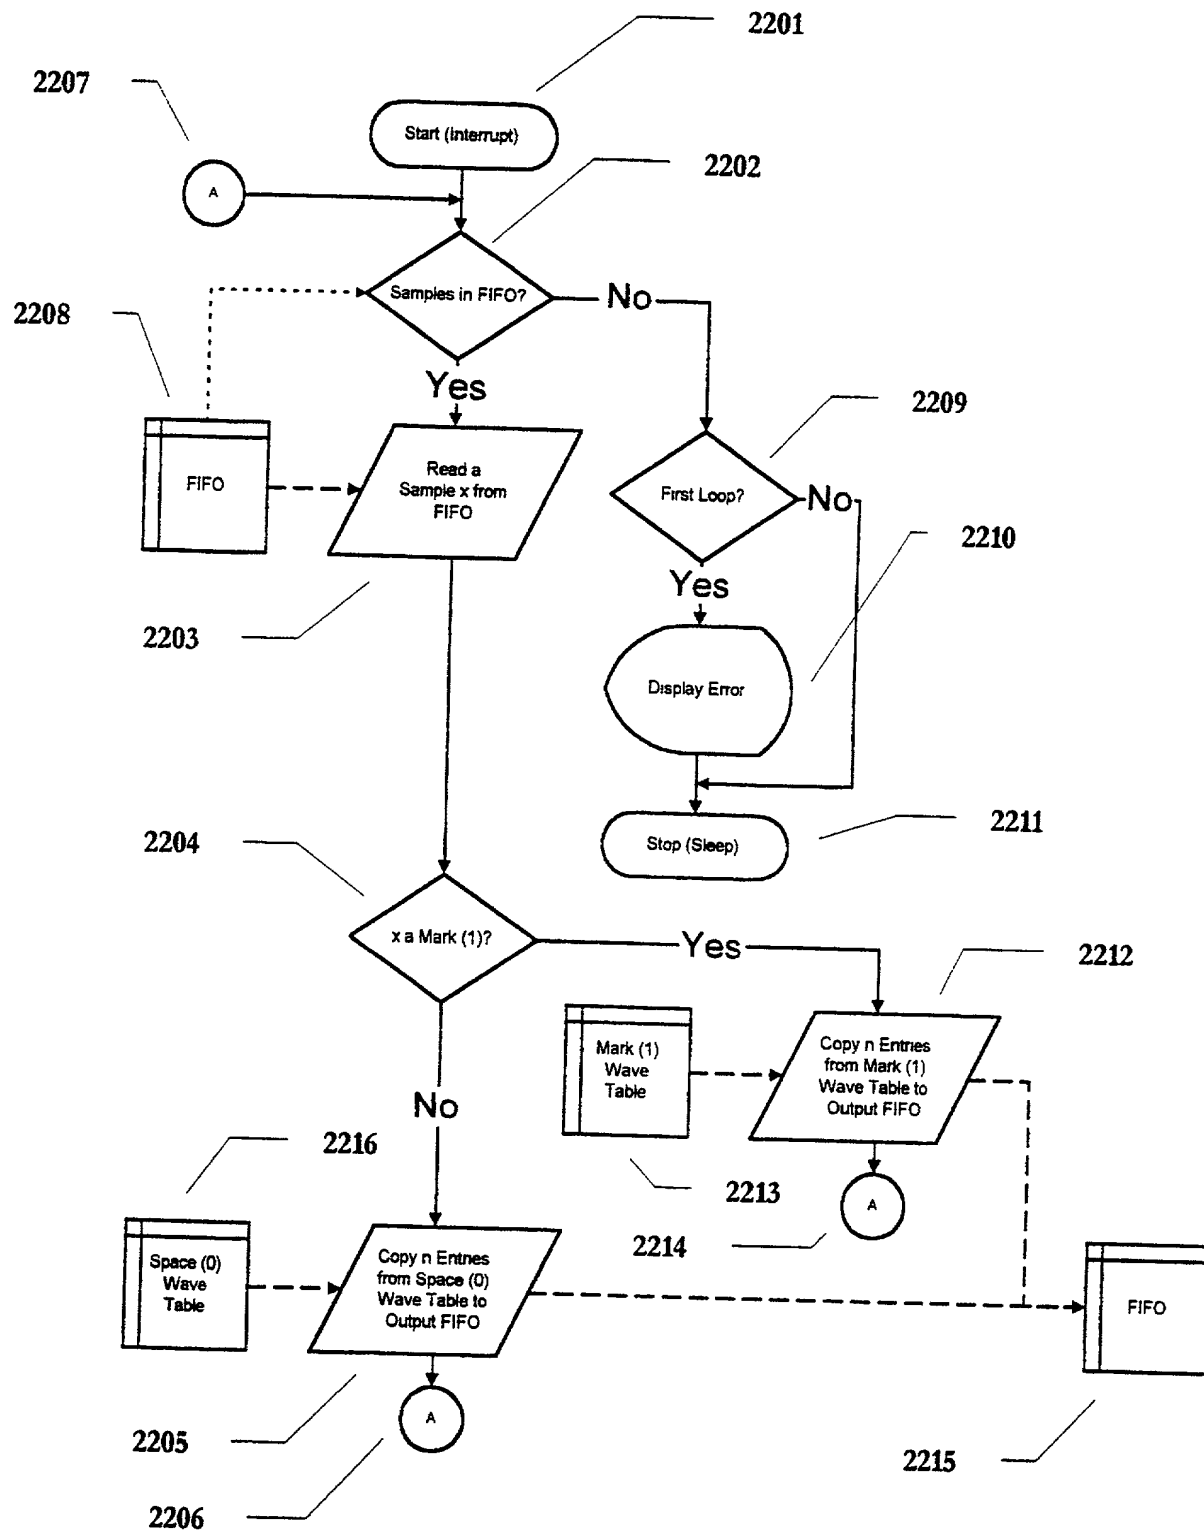 2201
2207
Start (Interrupt)
2202
A
Samples in FIFO?
No
2208
Yes
2209
FIFO
Read a
Sample x from
FIFO
First Loop?
No
2210
Yes
2203
Display Error
2204
2211
Stop (Sleep)
x a Mark (1)?
Yes
2212
Mark (1)
Wave
Table
Copy n Entries
from Mark (1)
Wave Table to
Output FIFO
No
2216
2213
A
2214
Space (0)
Wave
Table
Copy n Entries
from Space (0)
Wave Table to
Output FIFO
FIFO
A
2205
2215
2206